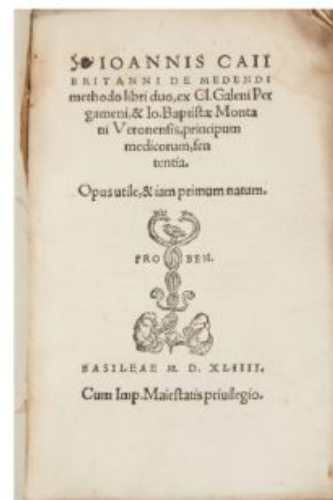 IOANNIS CAII
BRITANNI DE MEDENDI
methodo libri duo, ex Cl. Galeni Per
gameni, & Io. Baptistæ Monta
ni Veronensis, principum
medicorum, sen
tentia.
Opus utile, & iam primum natum.
FRO BEN.
BASILEAE M. D. XLIIII.
Cum Imp. Maiestatis priuilegio.